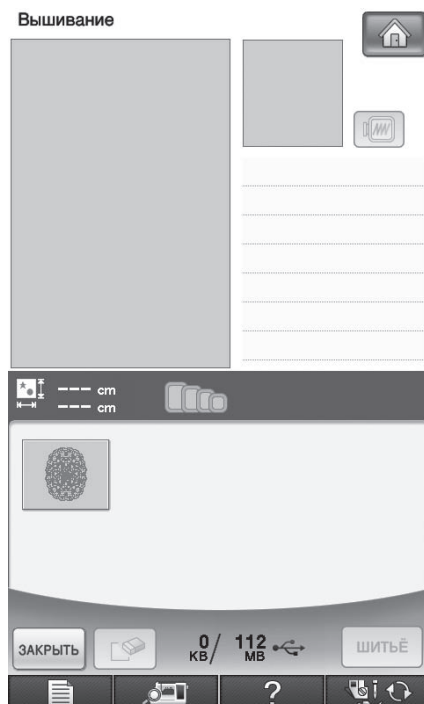 Вышивание
--- cm
--- cm
ЗАКРЫТЬ
0 KB / 112 MB
ШИТЬЁ
?
i